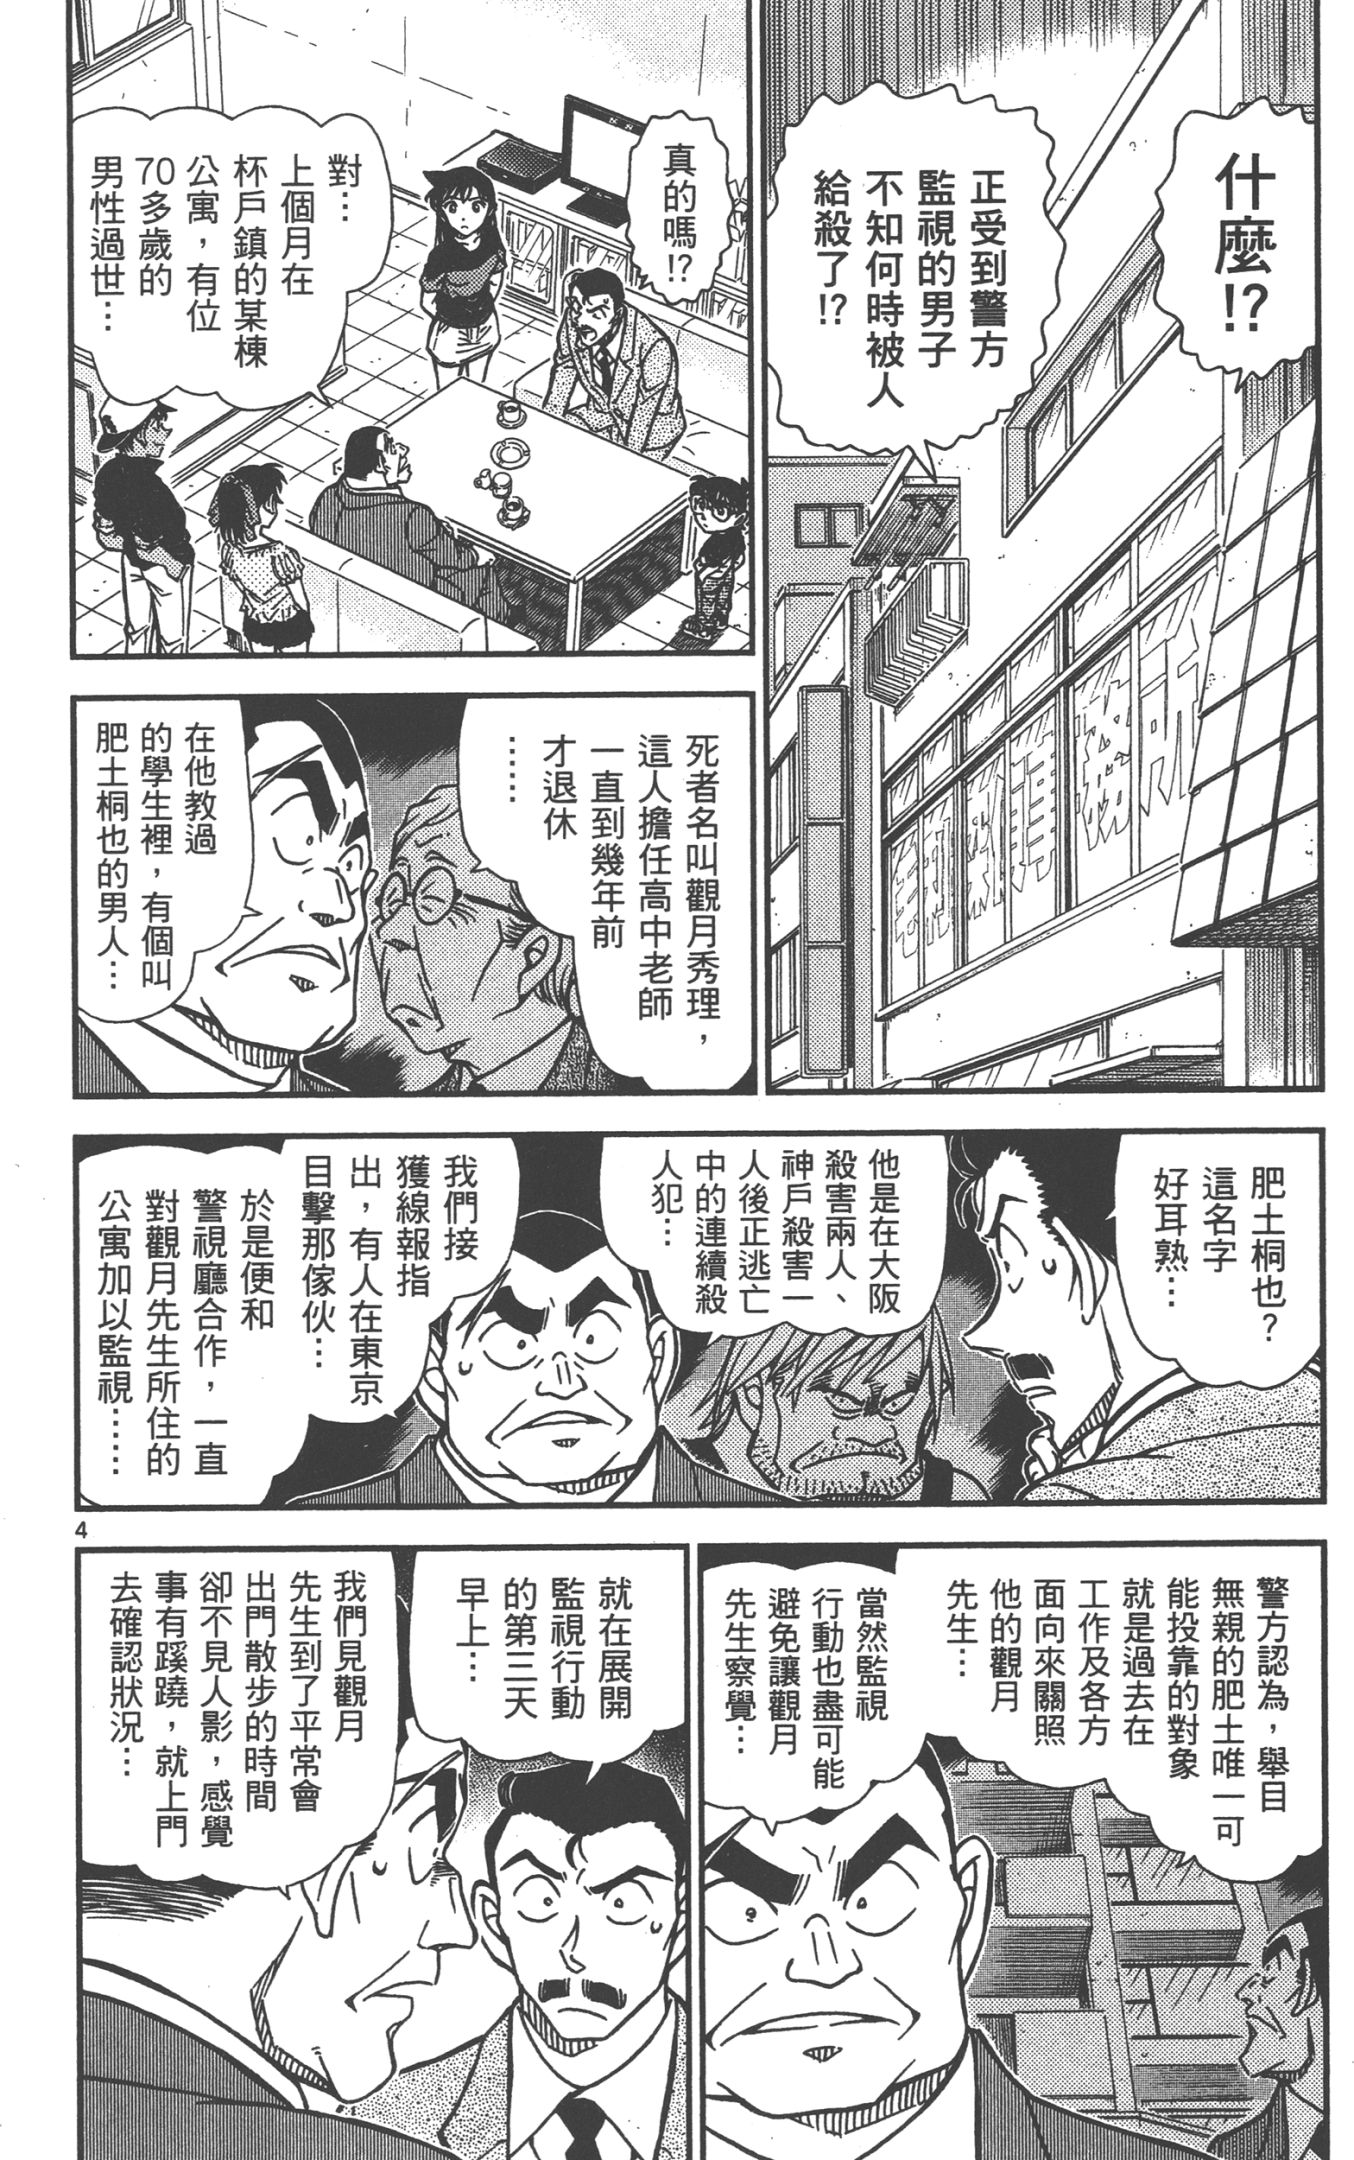 什麼!?
正受到警方
監視的男子
不知何時被人
給殺了!?
真的嗎!?
對…
上個月在
杯戶鎮的某棟
公寓，有位
70多歲的
男性過世…
死者名叫觀月秀理，
這人擔任高中老師
一直到幾年前
才退休
……
在他教過
的學生裡，有個叫
肥土桐也的男人…
肥土桐也？
這名字
好耳熟…
他是在大阪
殺害兩人、
神戶殺害一
人後正逃亡
中的連續殺
人犯…
我們接
獲線報指
出，有人在東京
目擊那傢伙…
於是便和
警視廳合作，一直
對觀月先生所住的
公寓加以監視……
4
警方認為，舉目
無親的肥土唯一可
能投靠的對象
就是過去在
工作及各方
面向來關照
他的觀月
先生…
當然監視
行動也盡可能
避免讓觀月
先生察覺…
就在展開
監視行動
的第三天
早上…
我們見觀月
先生到了平常會
出門散步的時間
卻不見人影，感覺
事有蹊蹺，就上門
去確認狀況…